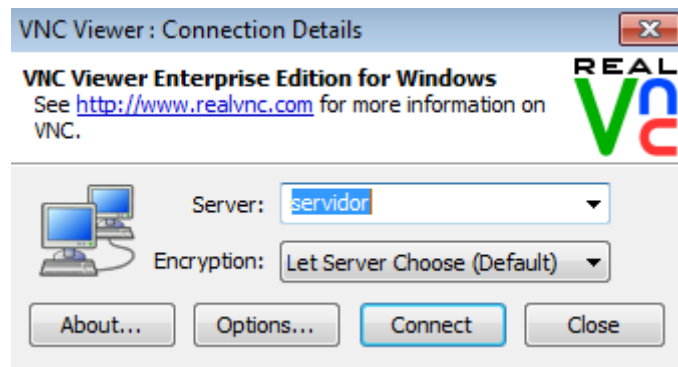 VNC Viewer : Connection Details
VNC Viewer Enterprise Edition for Windows
See http://www.realvnc.com for more information on
VNC.
REAL
Vnc
Server: servidor
Encryption: Let Server Choose (Default)
About... Options... Connect Close